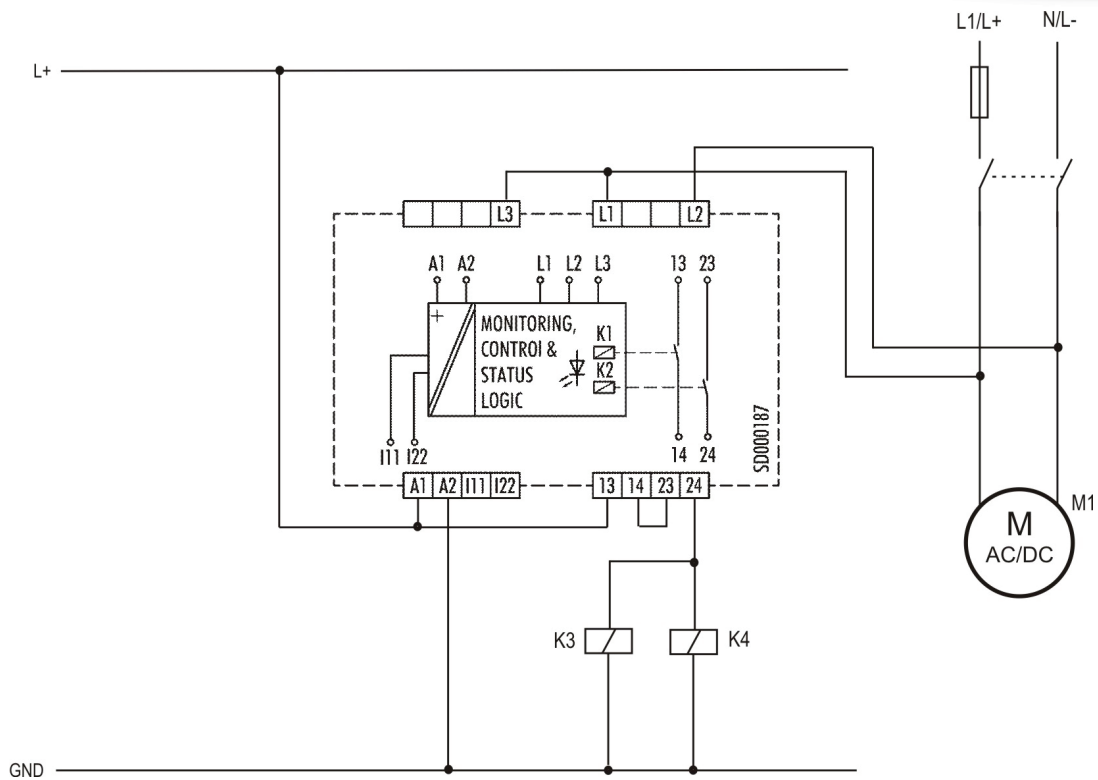 L1/L+ N/L-
L+
L3 L1 L2
A1 A2 L1 L2 L3 13 23
+
MONITORING,
CONTROl &
STATUS
LOGIC
K1
K2
SD000187
I11 I22 14 24
A1 A2 I11 I22 13 14 23 24
M1
M
AC/DC
K3 K4
GND